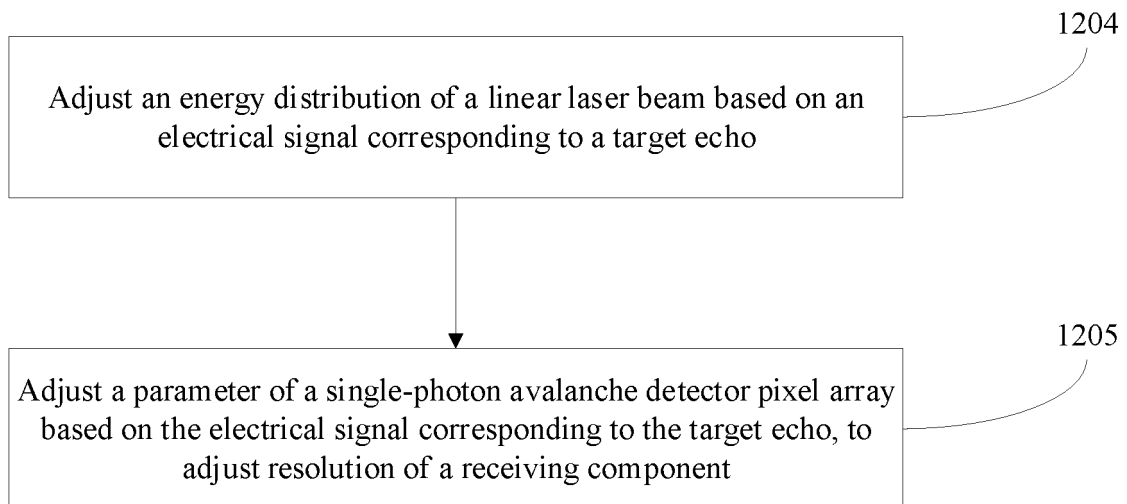 1204
Adjust an energy distribution of a linear laser beam based on an
electrical signal corresponding to a target echo
1205
Adjust a parameter of a single-photon avalanche detector pixel array
based on the electrical signal corresponding to the target echo, to
adjust resolution of a receiving component